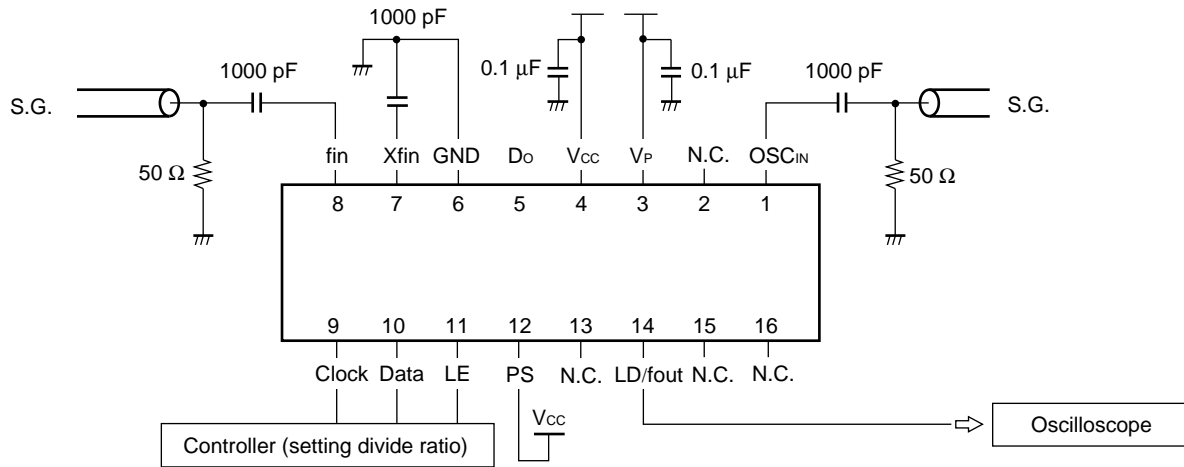 1000 pF
1000 pF
0.1 µF
0.1 µF
1000 pF
S.G.
S.G.
50 Ω
50 Ω
fin Xfin GND DO VCC VP N.C. OSCIN
8 7 6 5 4 3 2 1
9 10 11 12 13 14 15 16
Clock Data LE PS N.C. LD/fout N.C. N.C.
VCC
Controller (setting divide ratio)
Oscilloscope